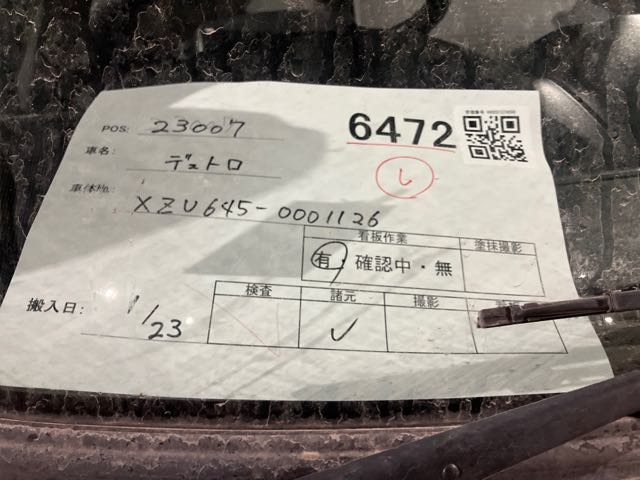 POS: 23007
6472
車名: デュトロ
し
車体No: XZU645-0001126
看板作業 塗抹撮影
有・確認中・無
検査 諸元 撮影
✓
搬入日: 1/23